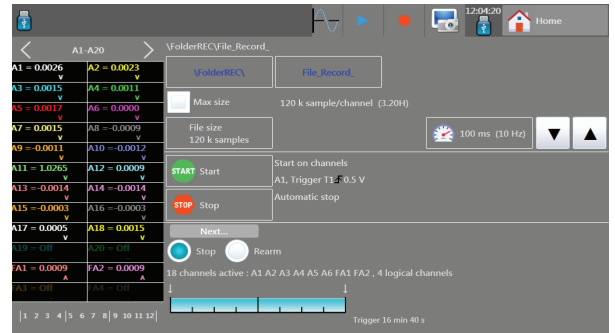 12:04:20
Home
A1-A20
\FolderREC\File_Record_
A1 = 0.0026
v
A2 = 0.0023
v
A3 = 0.0015
v
A4 = 0.0011
v
A5 = 0.0017
v
A6 = 0.0000
v
A7 = 0.0015
v
A8 =-0.0009
v
A9 =-0.0011
v
A10 =-0.0012
v
A11 = 1.0265
v
A12 = 0.0009
v
A13 =-0.0014
v
A14 =-0.0014
v
A15 =-0.0003
v
A16 =-0.0003
v
A17 = 0.0005
v
A18 = 0.0015
v
A19 = Off
A20 = Off
FA1 = 0.0009
A
FA2 = 0.0009
A
FA3 = Off
FA4 = Off
|1 2 3 4|5 6 7 8|9 10 11 12|
\FolderREC\
File_Record_
Max size
120 k sample/channel (3.20H)
File size
120 k samples
100 ms (10 Hz)
START Start
Start on channels
A1, Trigger T1 0.5 V
STOP Stop
Automatic stop
Next...
Stop
Rearm
18 channels active : A1 A2 A3 A4 A5 A6 FA1 FA2 , 4 logical channels
Trigger 16 min 40 s